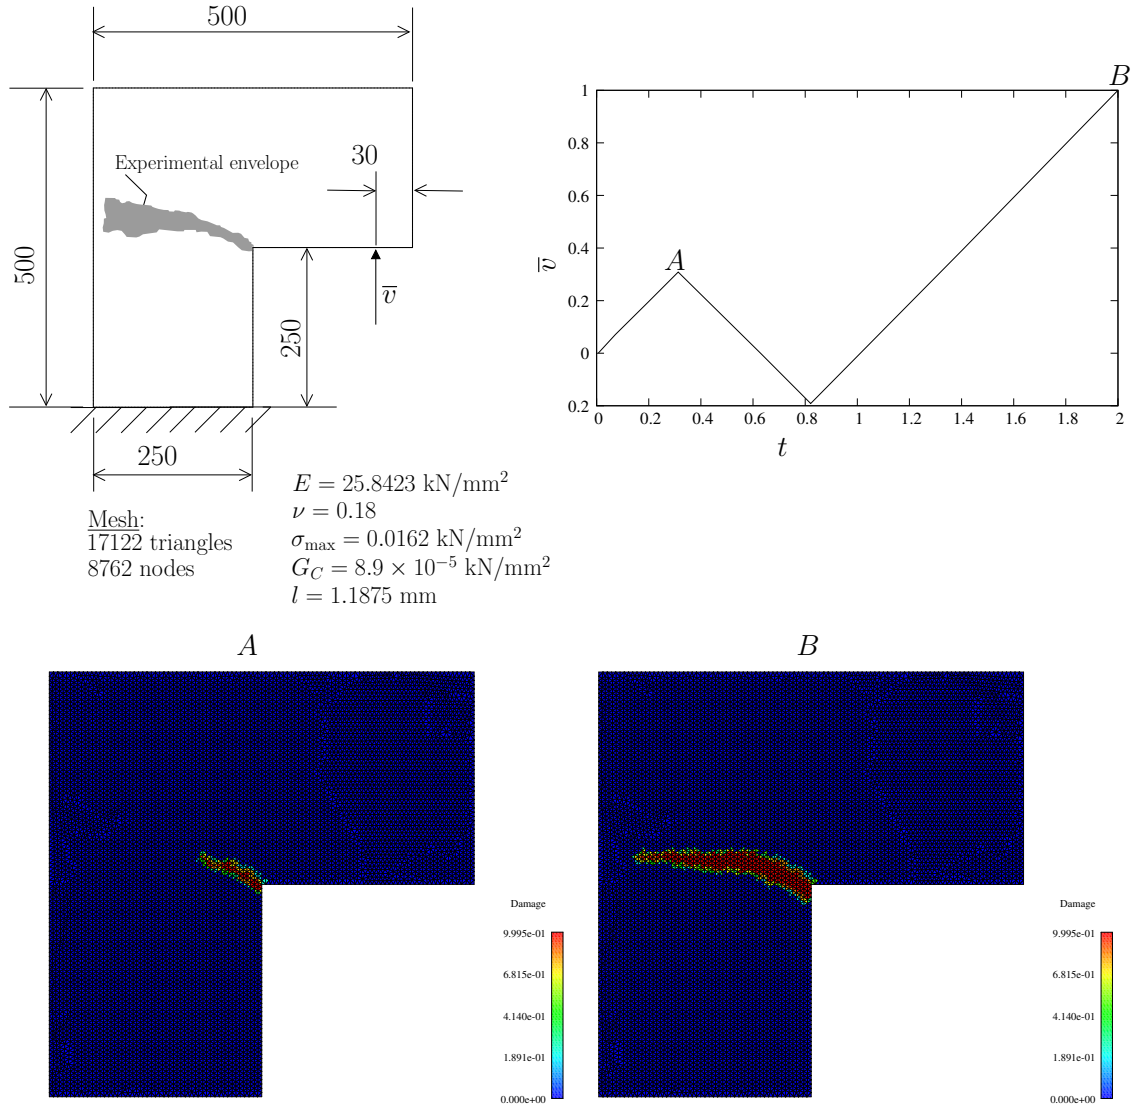 500
Experimental envelope
30
500
v̅
250
250
Mesh:
17122 triangles
8762 nodes
E = 25.8423 kN/mm²
ν = 0.18
σmax = 0.0162 kN/mm²
G_C = 8.9 × 10⁻⁵ kN/mm²
l = 1.1875 mm
B
1
0.8
0.6
0.4
0.2
0
0.2
v̅
A
0 0.2 0.4 0.6 0.8 1 1.2 1.4 1.6 1.8 2
t
A
Damage
9.995e-01
6.815e-01
4.140e-01
1.891e-01
0.000e+00
B
Damage
9.995e-01
6.815e-01
4.140e-01
1.891e-01
0.000e+00